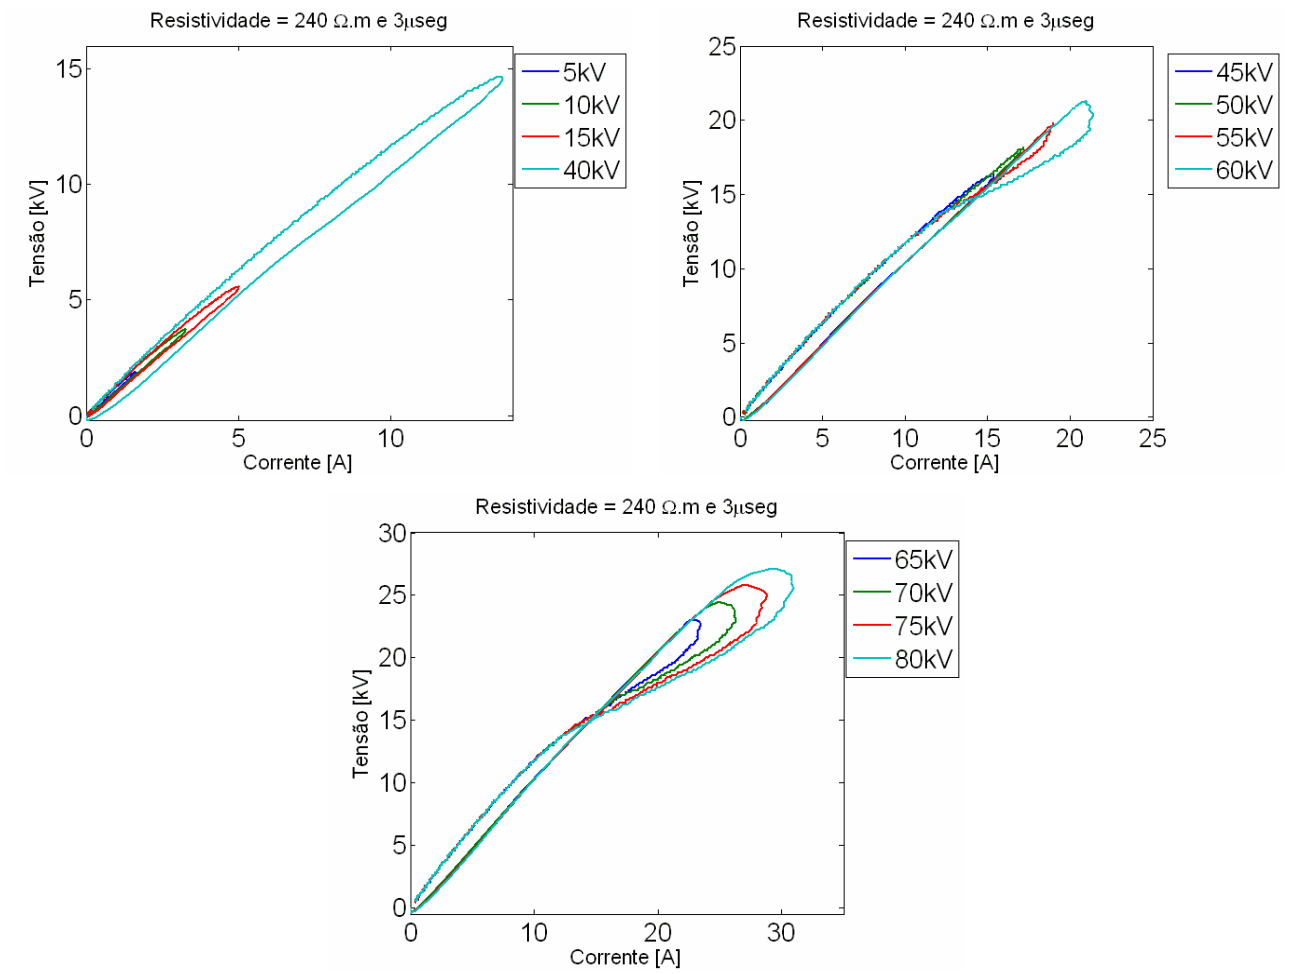 Resistividade = 240 Ω.m e 3μseg
15
10
5
0
0
5
10
Tensão [kV]
Corrente [A]
5kV
10kV
15kV
40kV
Resistividade = 240 Ω.m e 3μseg
25
20
15
10
5
0
0
5
10
15
20
25
Tensão [kV]
Corrente [A]
45kV
50kV
55kV
60kV
Resistividade = 240 Ω.m e 3μseg
30
25
20
15
10
5
0
0
10
20
30
Tensão [kV]
Corrente [A]
65kV
70kV
75kV
80kV